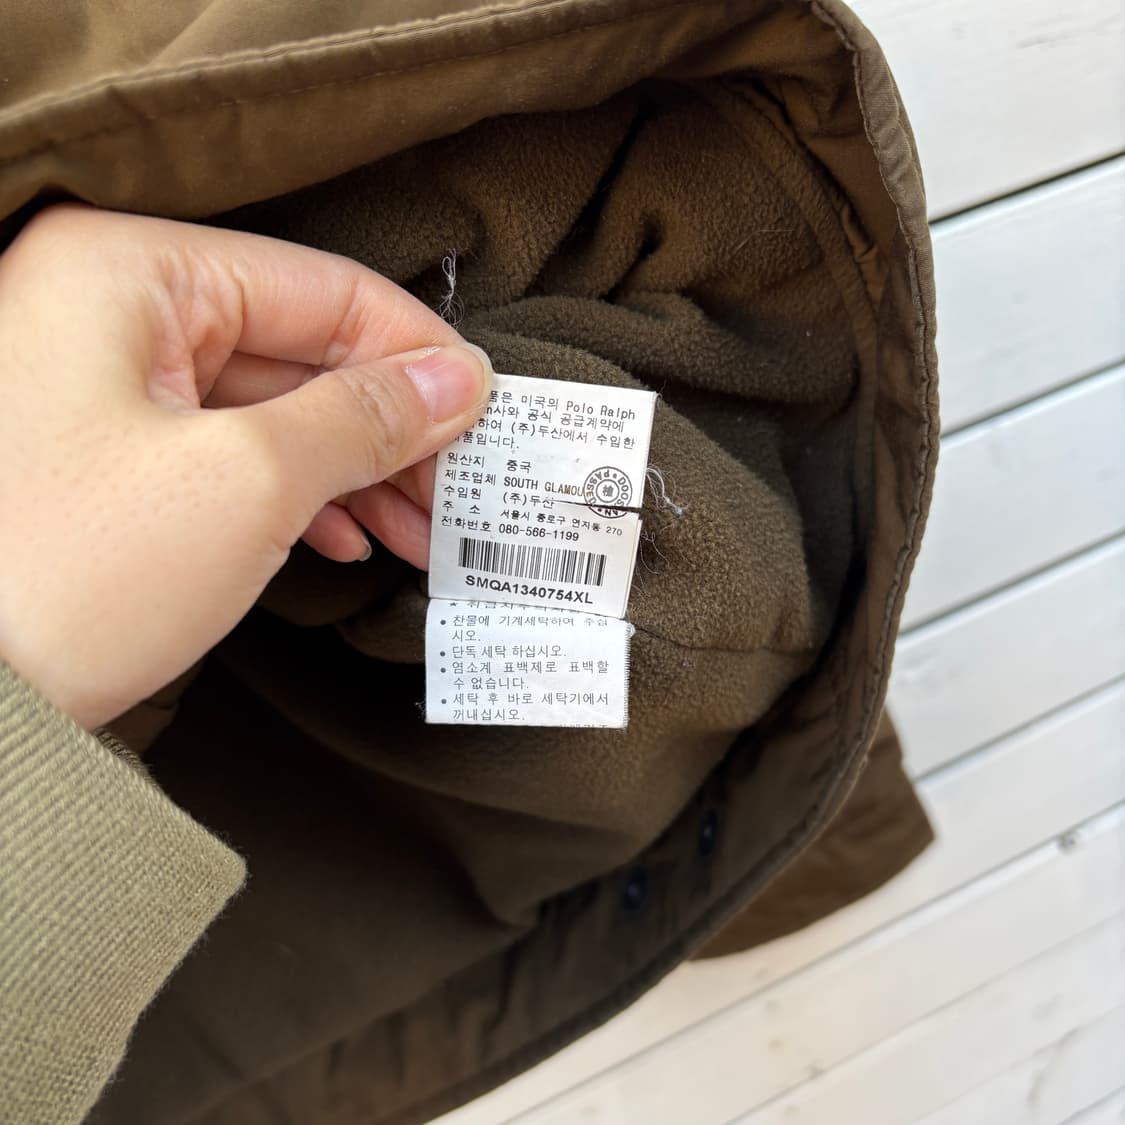 품은 미국의 Polo Ralph
n사와 공식 공급계약에
하여 (주)두산에서 수입한
제품입니다.
원산지 중국
제조업체 SOUTH GLAMOU
수입원 (주)두산
주 소 서울시 종로구 연지동 270
전화번호 080-566-1199
DOOSAN PASSED 檢
SMQA1340754XL
찬물에 기계세탁하여 주십
시오.
단독 세탁 하십시오.
염소계 표백제로 표백할
수 없습니다.
세탁 후 바로 세탁기에서
꺼내십시오.